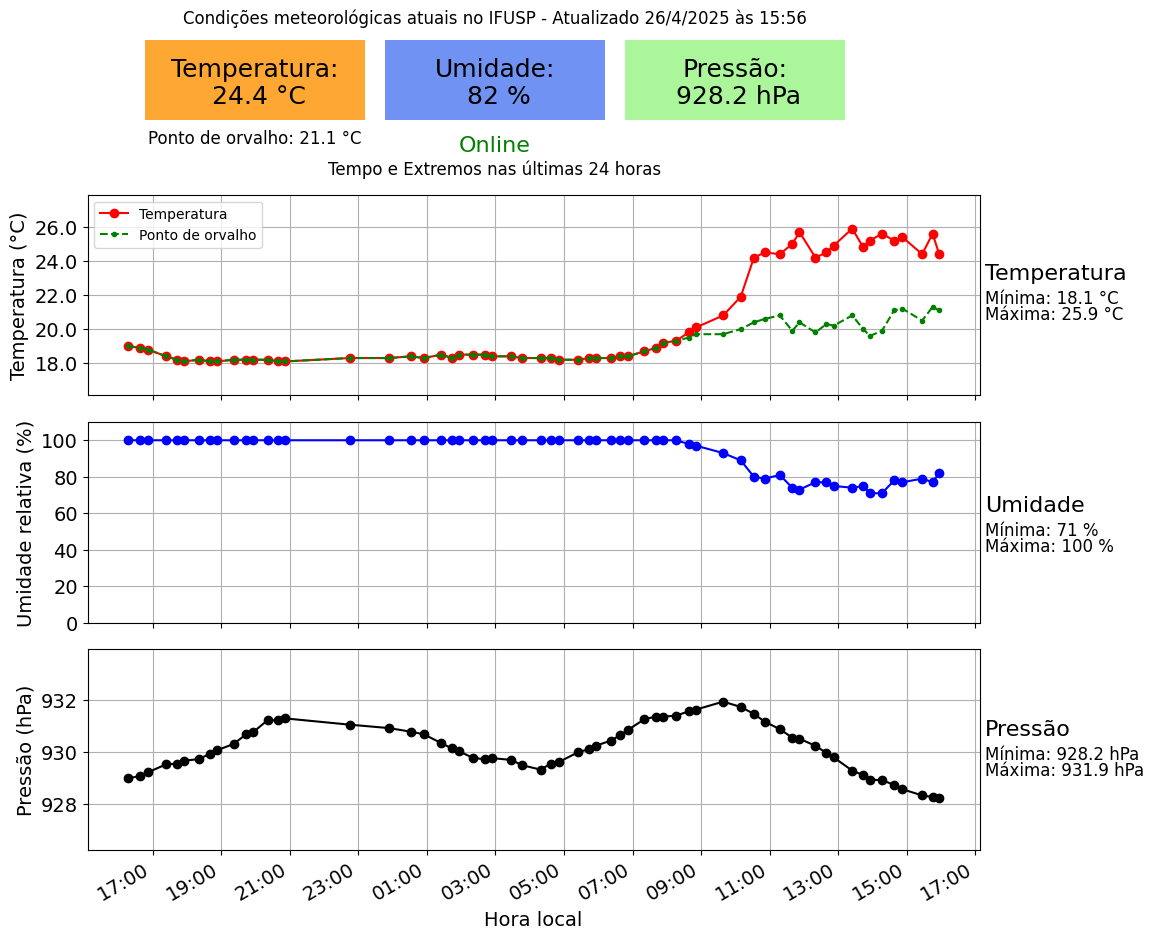 Condições meteorológicas atuais no IFUSP - Atualizado 26/4/2025 às 15:56
Temperatura:
24.4 °C
Umidade:
82 %
Pressão:
928.2 hPa
Ponto de orvalho: 21.1 °C
Online
Tempo e Extremos nas últimas 24 horas
Temperatura (°C)
26.0
24.0
22.0
20.0
18.0
Temperatura
Ponto de orvalho
Temperatura
Mínima: 18.1 °C
Máxima: 25.9 °C
Umidade relativa (%)
100
80
60
40
20
0
Umidade
Mínima: 71 %
Máxima: 100 %
Pressão (hPa)
932
930
928
Pressão
Mínima: 928.2 hPa
Máxima: 931.9 hPa
17:00 19:00 21:00 23:00 01:00 03:00 05:00 07:00 09:00 11:00 13:00 15:00 17:00
Hora local